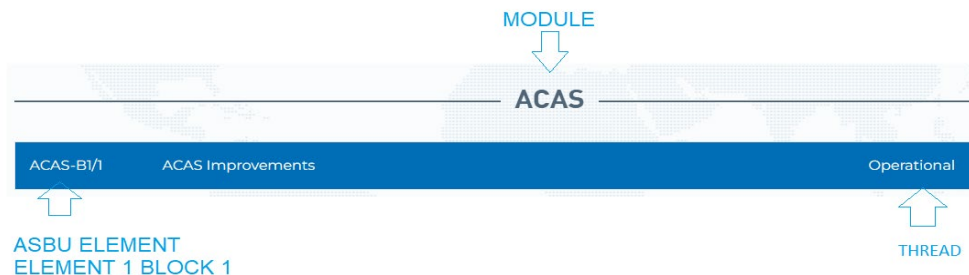 MODULE
ACAS
ACAS-B1/1 ACAS Improvements Operational
ASBU ELEMENT
ELEMENT 1 BLOCK 1
THREAD